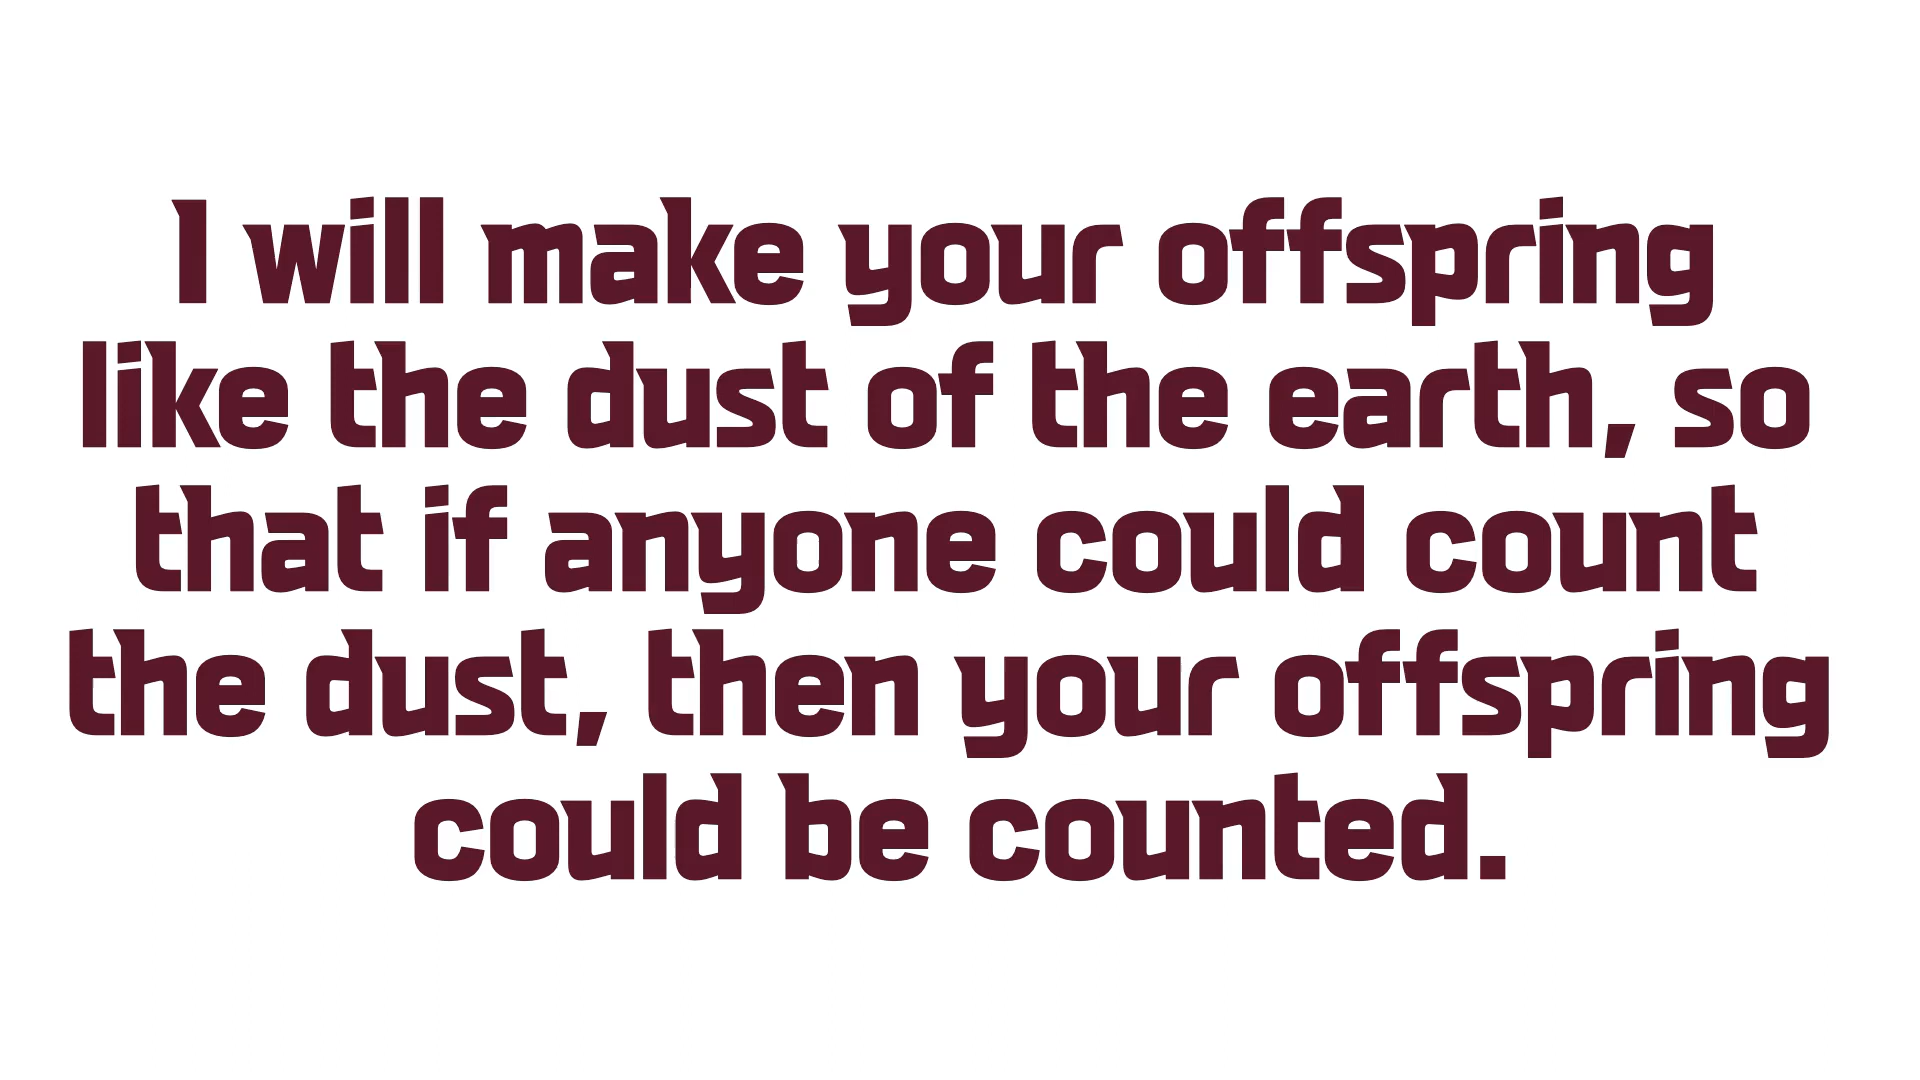 I will make your offspring
like the dust of the earth, so
that if anyone could count
the dust, then your offspring
could be counted.